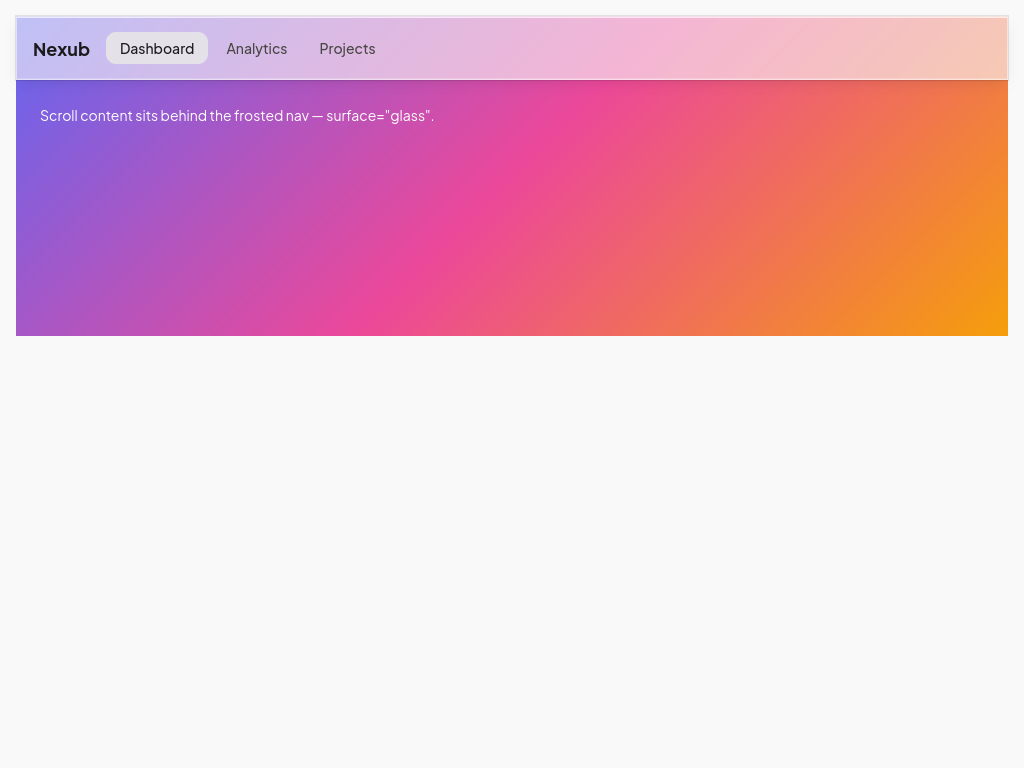 Nexub
Dashboard
Analytics
Projects
Scroll content sits behind the frosted nav — surface="glass".